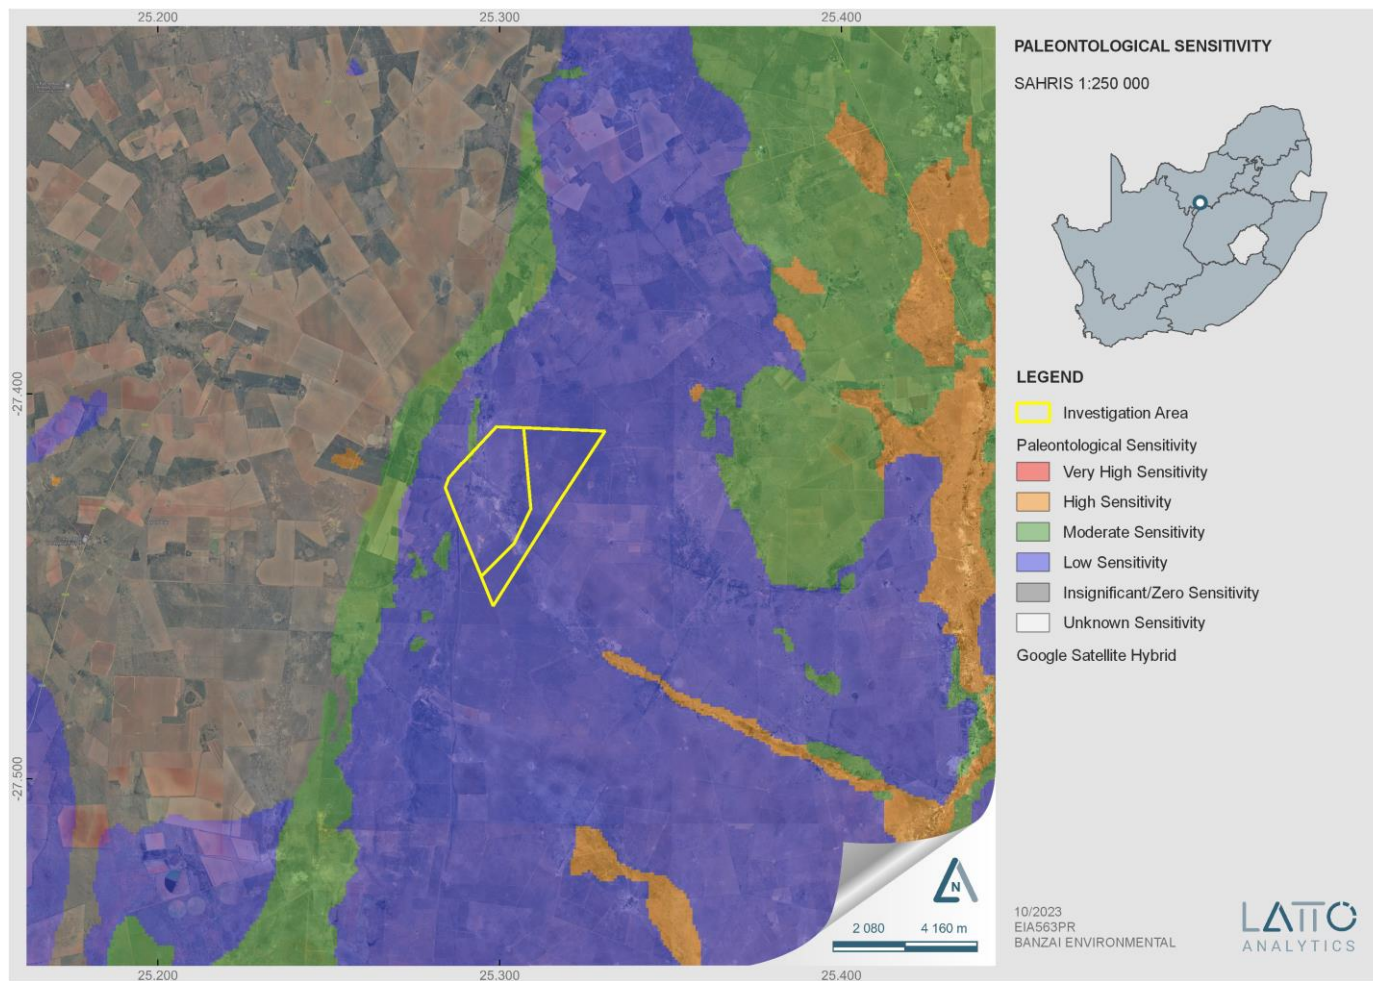 25.200
25.300
25.400
PALEONTOLOGICAL SENSITIVITY
SAHRIS 1:250 000
-27.400
-27.500
LEGEND
Investigation Area
Paleontological Sensitivity
Very High Sensitivity
High Sensitivity
Moderate Sensitivity
Low Sensitivity
Insignificant/Zero Sensitivity
Unknown Sensitivity
Google Satellite Hybrid
N
2 080
4 160 m
10/2023
EIA563PR
BANZAI ENVIRONMENTAL
LATTO
ANALYTICS
25.200
25.300
25.400